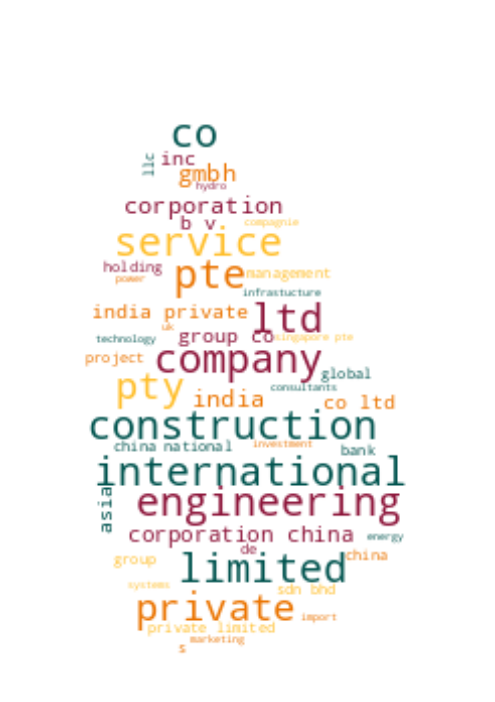 co
llc
inc
gmbh
hydro
corporation
b v
compagnie
service
holding
pte
management
power
infrastucture
india private
ltd
uk
technology
group co
singapore pte
project
company
global
pty
consultants
india
co ltd
construction
china national
investment
bank
international
asia
engineering
corporation china
energy
de
group
limited
china
systems
sdn bhd
private
import
private limited
marketing
s